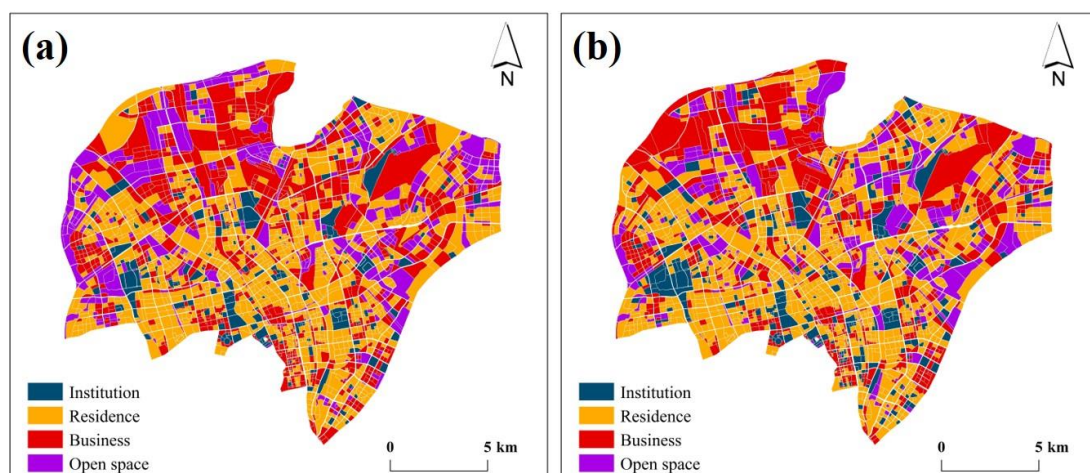 (a)
N
Institution
Residence
Business
Open space
0 5 km
(b)
N
Institution
Residence
Business
Open space
0 5 km